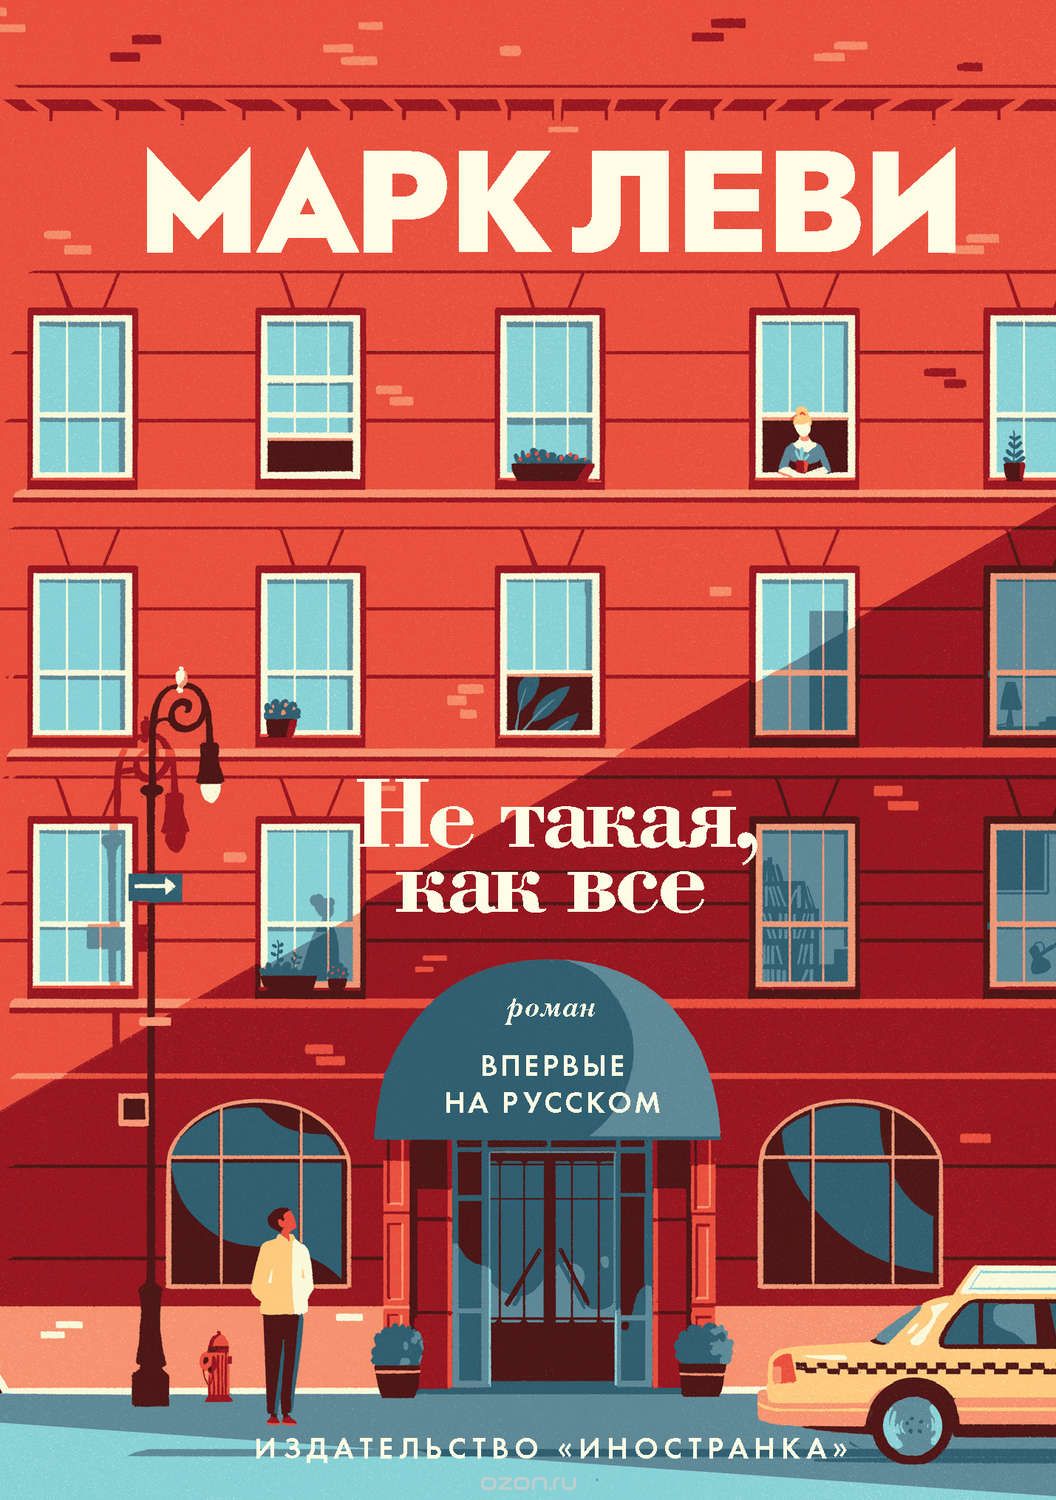 МАРК ЛЕВИ
Не такая,
как все
роман
ВПЕРВЫЕ
НА РУССКОМ
ИЗДАТЕЛЬСТВО «ИНОСТРАНКА»
ozon.ru